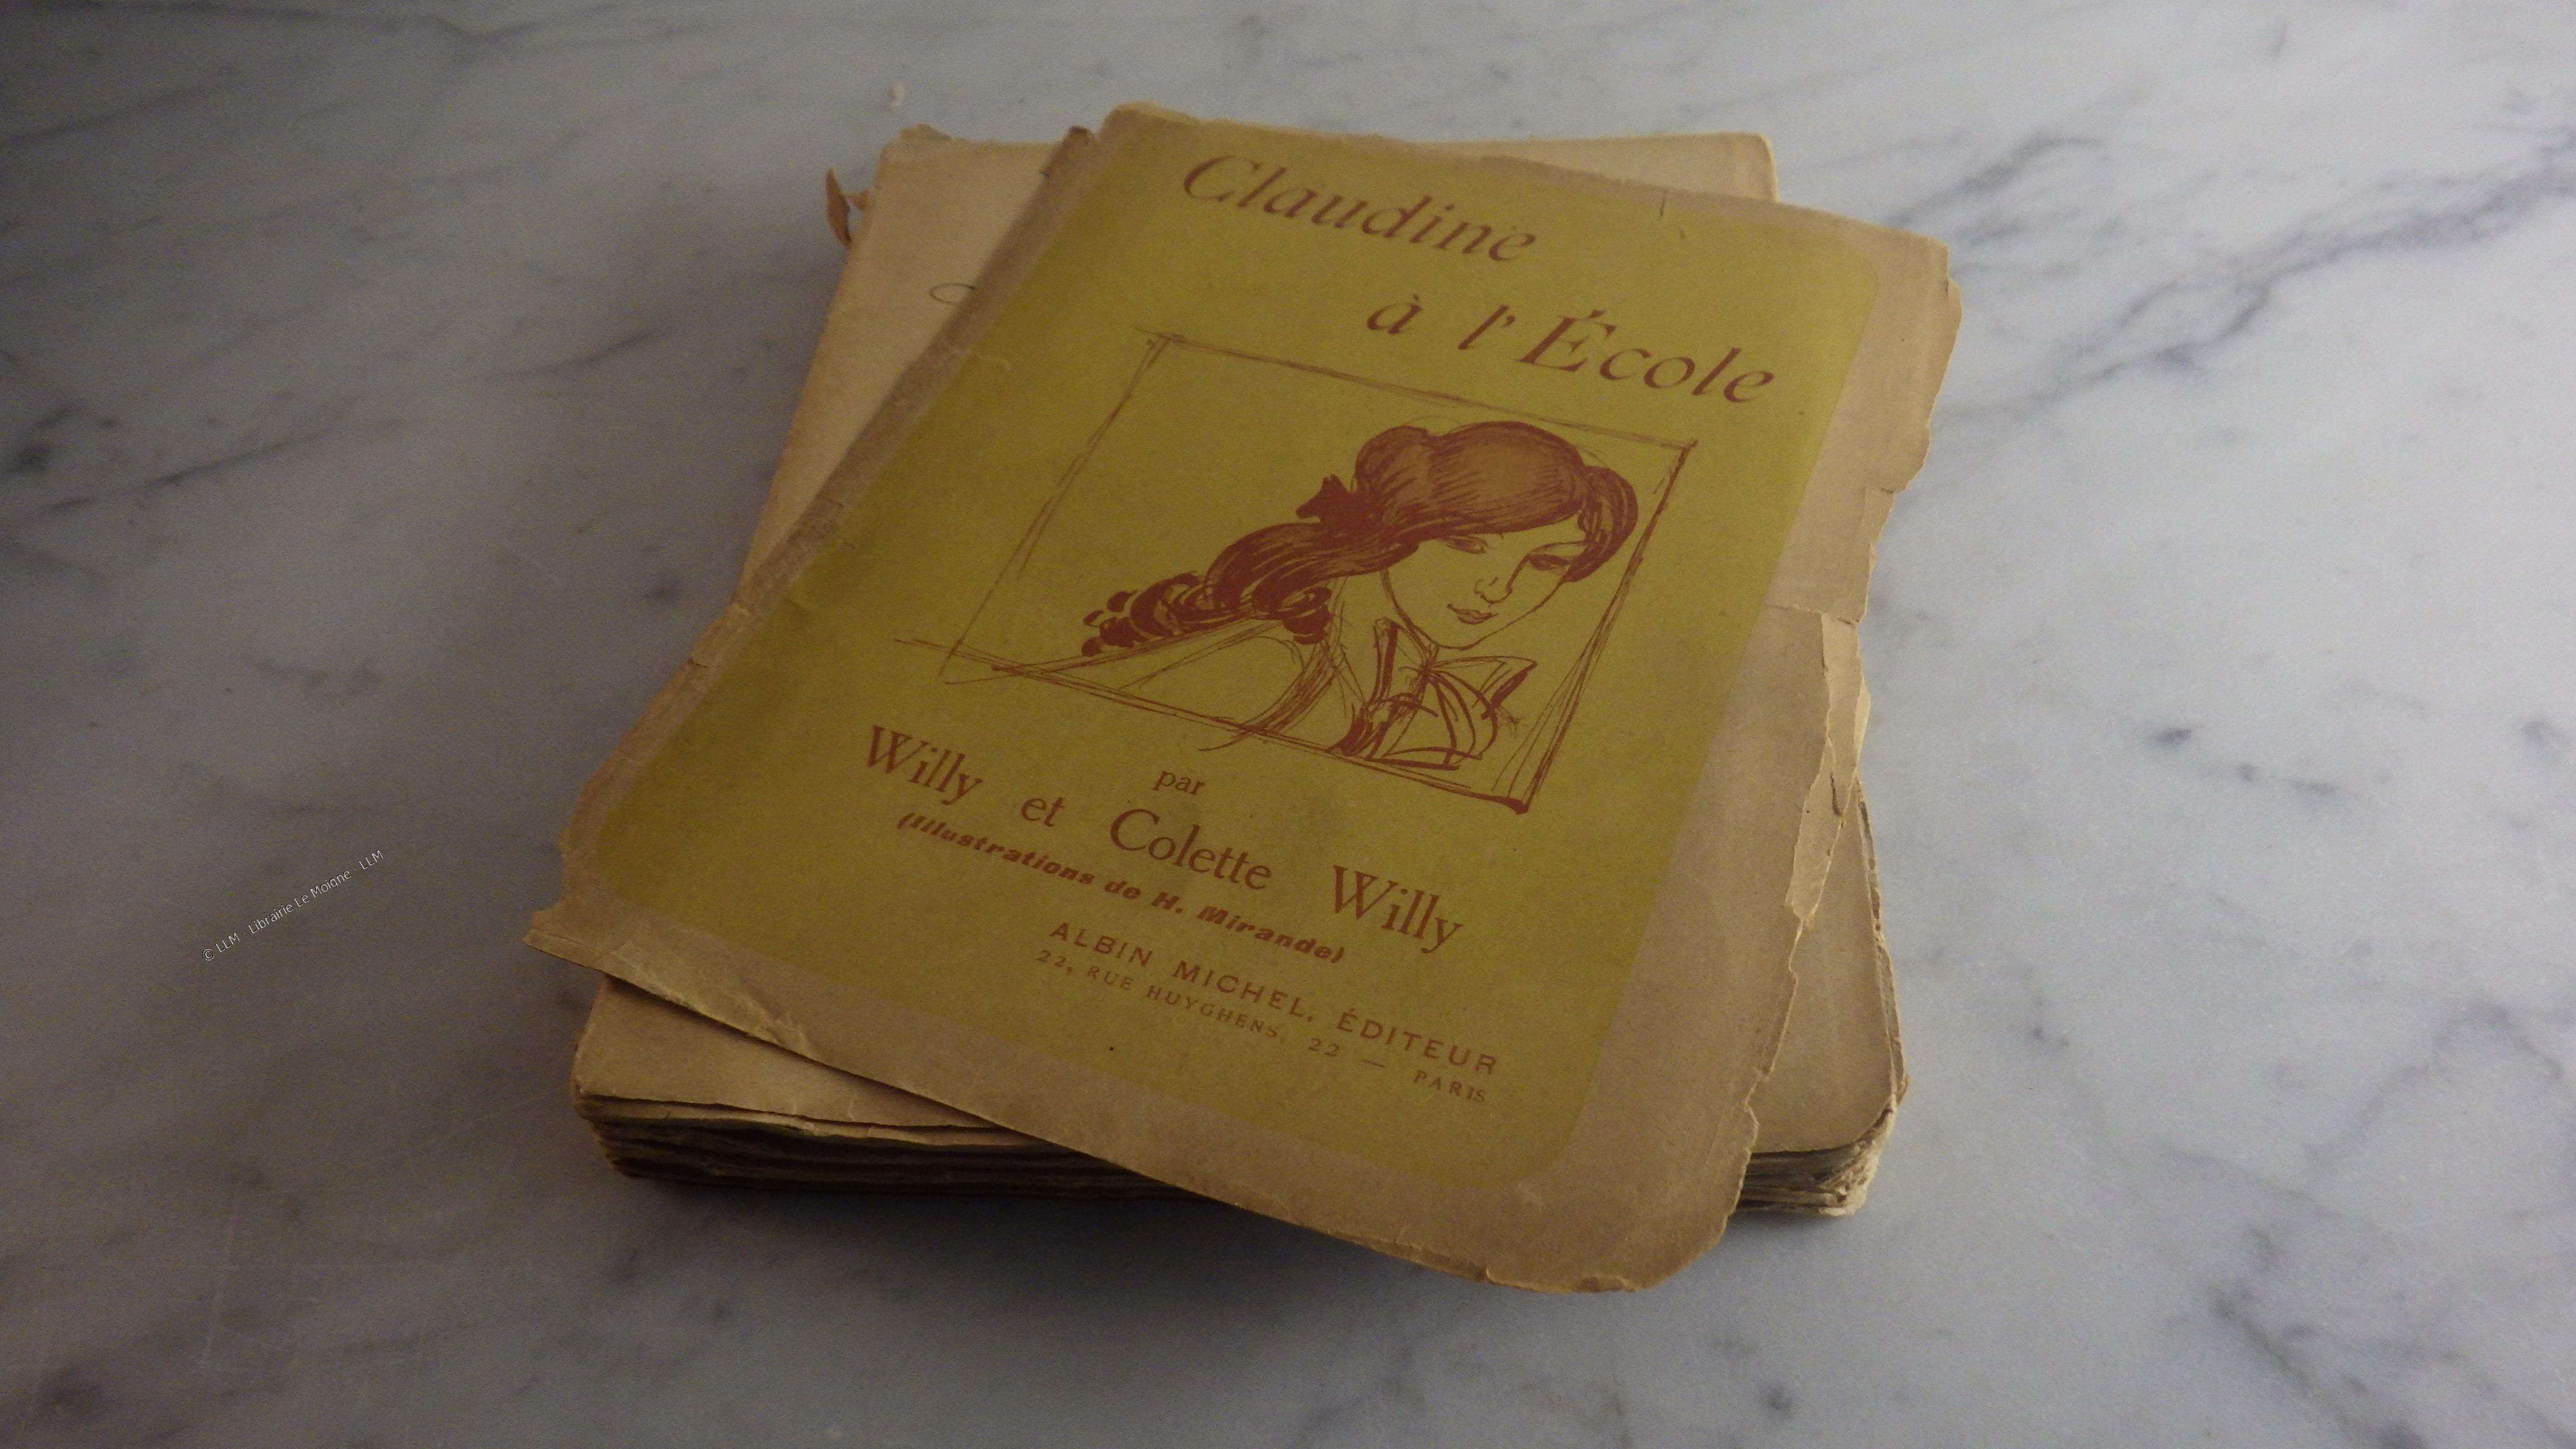 Claudine
à l'École
par
Willy et Colette Willy
(Illustrations de H. Mirande)
ALBIN MICHEL, ÉDITEUR
22, RUE HUYGHENS, 22 — PARIS
© LLM - Librairie Le Moigne - LLM